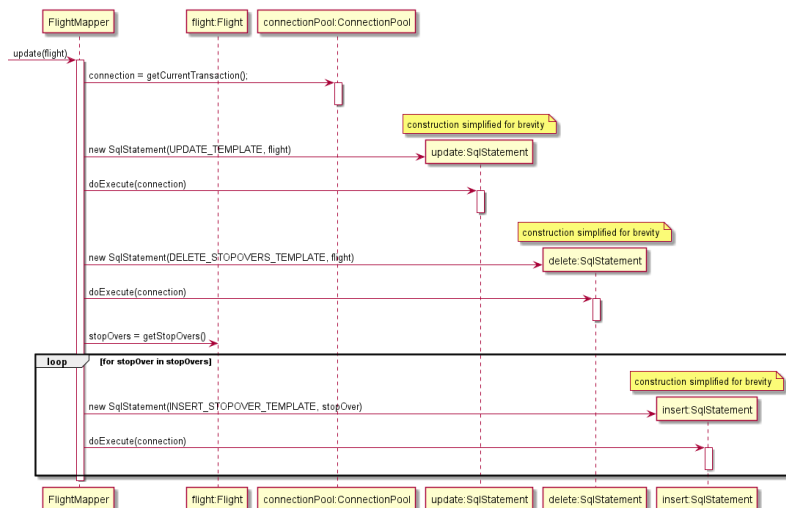 FlightMapper
flight:Flight
connectionPool:ConnectionPool
update(flight)
connection = getCurrentTransaction();
construction simplified for brevity
new SqlStatement(UPDATE_TEMPLATE, flight)
update:SqlStatement
doExecute(connection)
construction simplified for brevity
new SqlStatement(DELETE_STOPOVERS_TEMPLATE, flight)
delete:SqlStatement
doExecute(connection)
stopOvers = getStopOvers()
loop
[for stopOver in stopOvers]
construction simplified for brevity
new SqlStatement(INSERT_STOPOVER_TEMPLATE, stopOver)
insert:SqlStatement
doExecute(connection)
FlightMapper
flight:Flight
connectionPool:ConnectionPool
update:SqlStatement
delete:SqlStatement
insert:SqlStatement